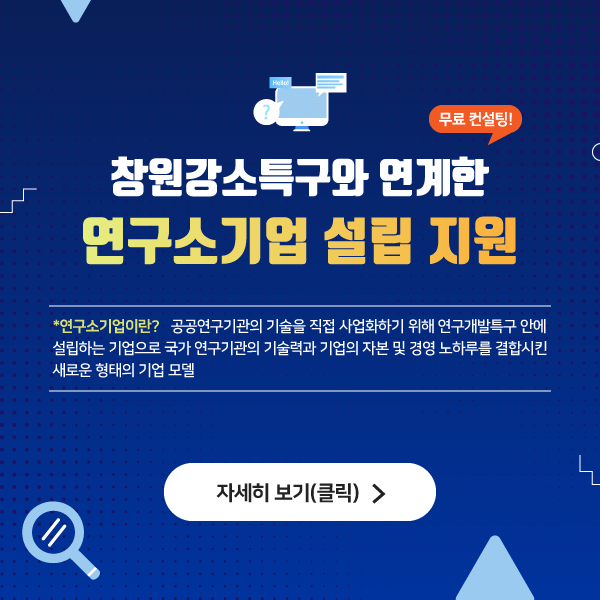 Hello!
?
무료 컨설팅!
창원강소특구와 연계한
연구소기업 설립 지원
*연구소기업이란? 공공연구기관의 기술을 직접 사업화하기 위해 연구개발특구 안에
설립하는 기업으로 국가 연구기관의 기술력과 기업의 자본 및 경영 노하루를 결합시킨
새로운 형태의 기업 모델
자세히 보기(클릭)